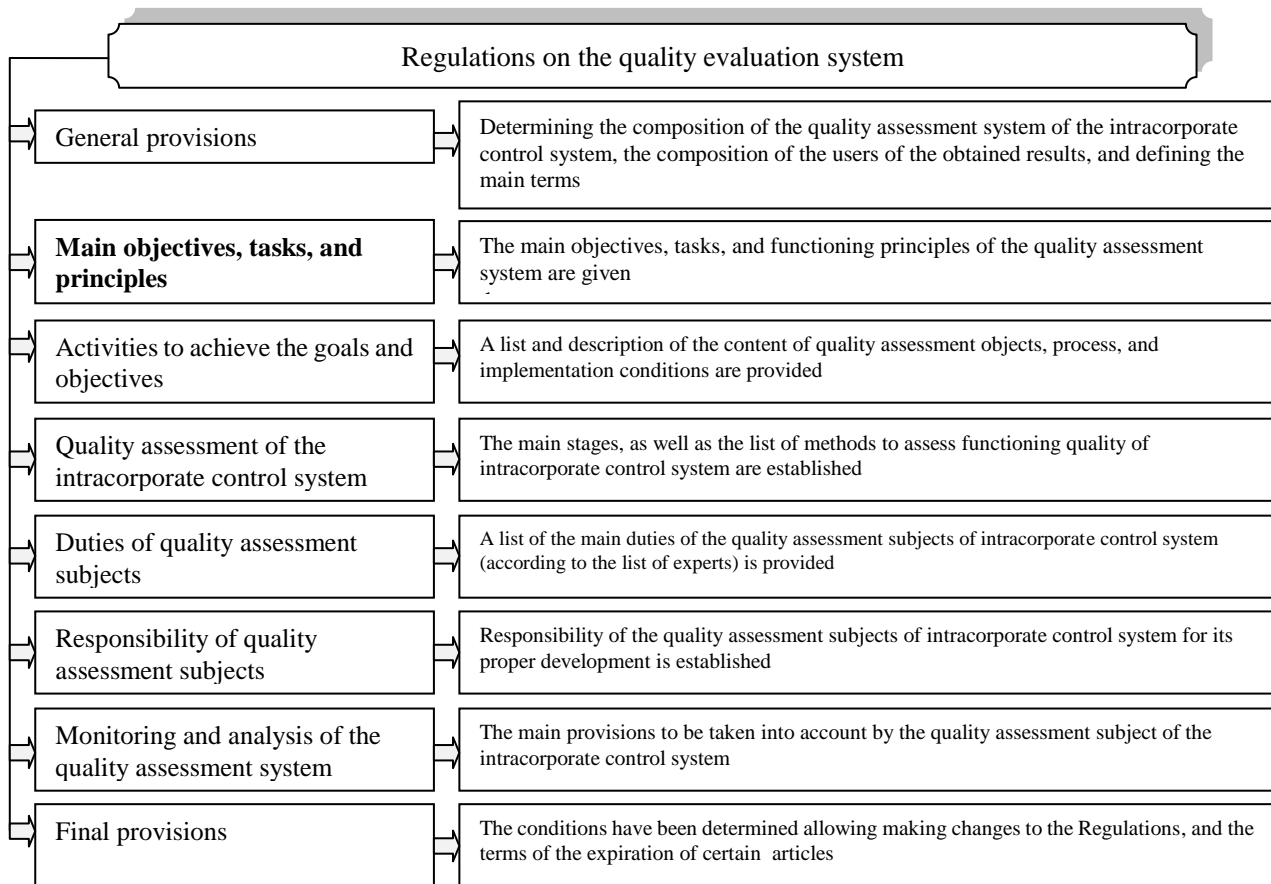 Regulations on the quality evaluation system
General provisions
Determining the composition of the quality assessment system of the intracorporate
control system, the composition of the users of the obtained results, and defining the
main terms
Main objectives, tasks, and
principles
The main objectives, tasks, and functioning principles of the quality assessment
system are given
Activities to achieve the goals and
objectives
A list and description of the content of quality assessment objects, process, and
implementation conditions are provided
Quality assessment of the
intracorporate control system
The main stages, as well as the list of methods to assess functioning quality of
intracorporate control system are established
Duties of quality assessment
subjects
A list of the main duties of the quality assessment subjects of intracorporate control system
(according to the list of experts) is provided
Responsibility of quality
assessment subjects
Responsibility of the quality assessment subjects of intracorporate control system for its
proper development is established
Monitoring and analysis of the
quality assessment system
The main provisions to be taken into account by the quality assessment subject of the
intracorporate control system
Final provisions
The conditions have been determined allowing making changes to the Regulations, and the
terms of the expiration of certain articles